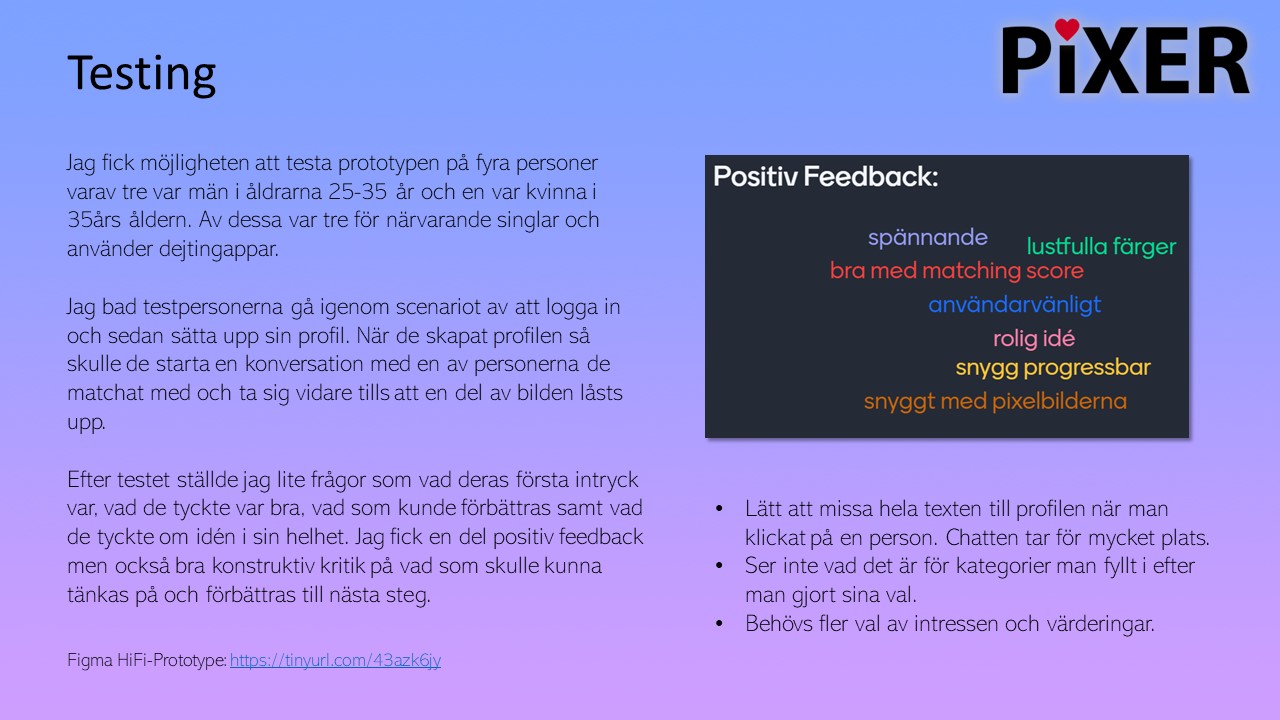 Testing
PiXER
Jag fick möjligheten att testa prototypen på fyra personer
varav tre var män i åldrarna 25-35 år och en var kvinna i
35års åldern. Av dessa var tre för närvarande singlar och
använder dejtingappar.
Jag bad testpersonerna gå igenom scenariot av att logga in
och sedan sätta upp sin profil. När de skapat profilen så
skulle de starta en konversation med en av personerna de
matchat med och ta sig vidare tills att en del av bilden låsts
upp.
Efter testet ställde jag lite frågor som vad deras första intryck
var, vad de tyckte var bra, vad som kunde förbättras samt vad
de tyckte om idén i sin helhet. Jag fick en del positiv feedback
men också bra konstruktiv kritik på vad som skulle kunna
tänkas på och förbättras till nästa steg.
Figma HiFi-Prototype: https://tinyurl.com/43azk6jy
Positiv Feedback:
spännande
lustfulla färger
bra med matching score
användarvänligt
rolig idé
snygg progressbar
snyggt med pixelbilderna
• Lätt att missa hela texten till profilen när man
klickat på en person. Chatten tar för mycket plats.
• Ser inte vad det är för kategorier man fyllt i efter
man gjort sina val.
• Behövs fler val av intressen och värderingar.